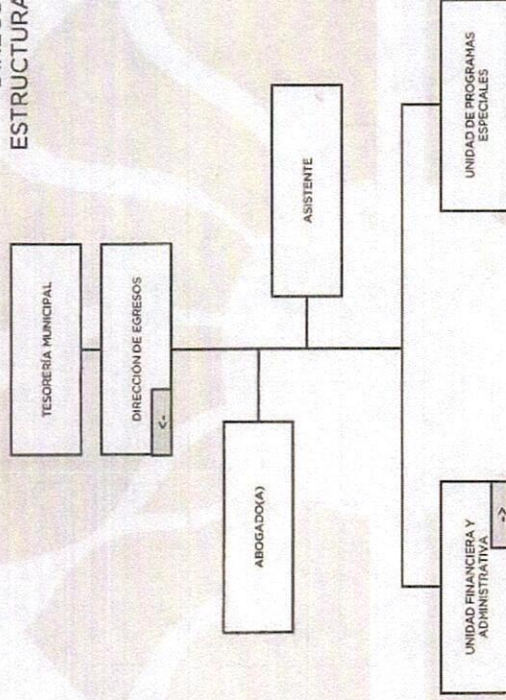 ESTRUCTURA
TESORERÍA MUNICIPAL
DIRECCIÓN DE EGRESOS
<-
ABOGADO(A)
ASISTENTE
UNIDAD FINANCIERA Y
ADMINISTRATIVA
->
UNIDAD DE PROGRAMAS
ESPECIALES